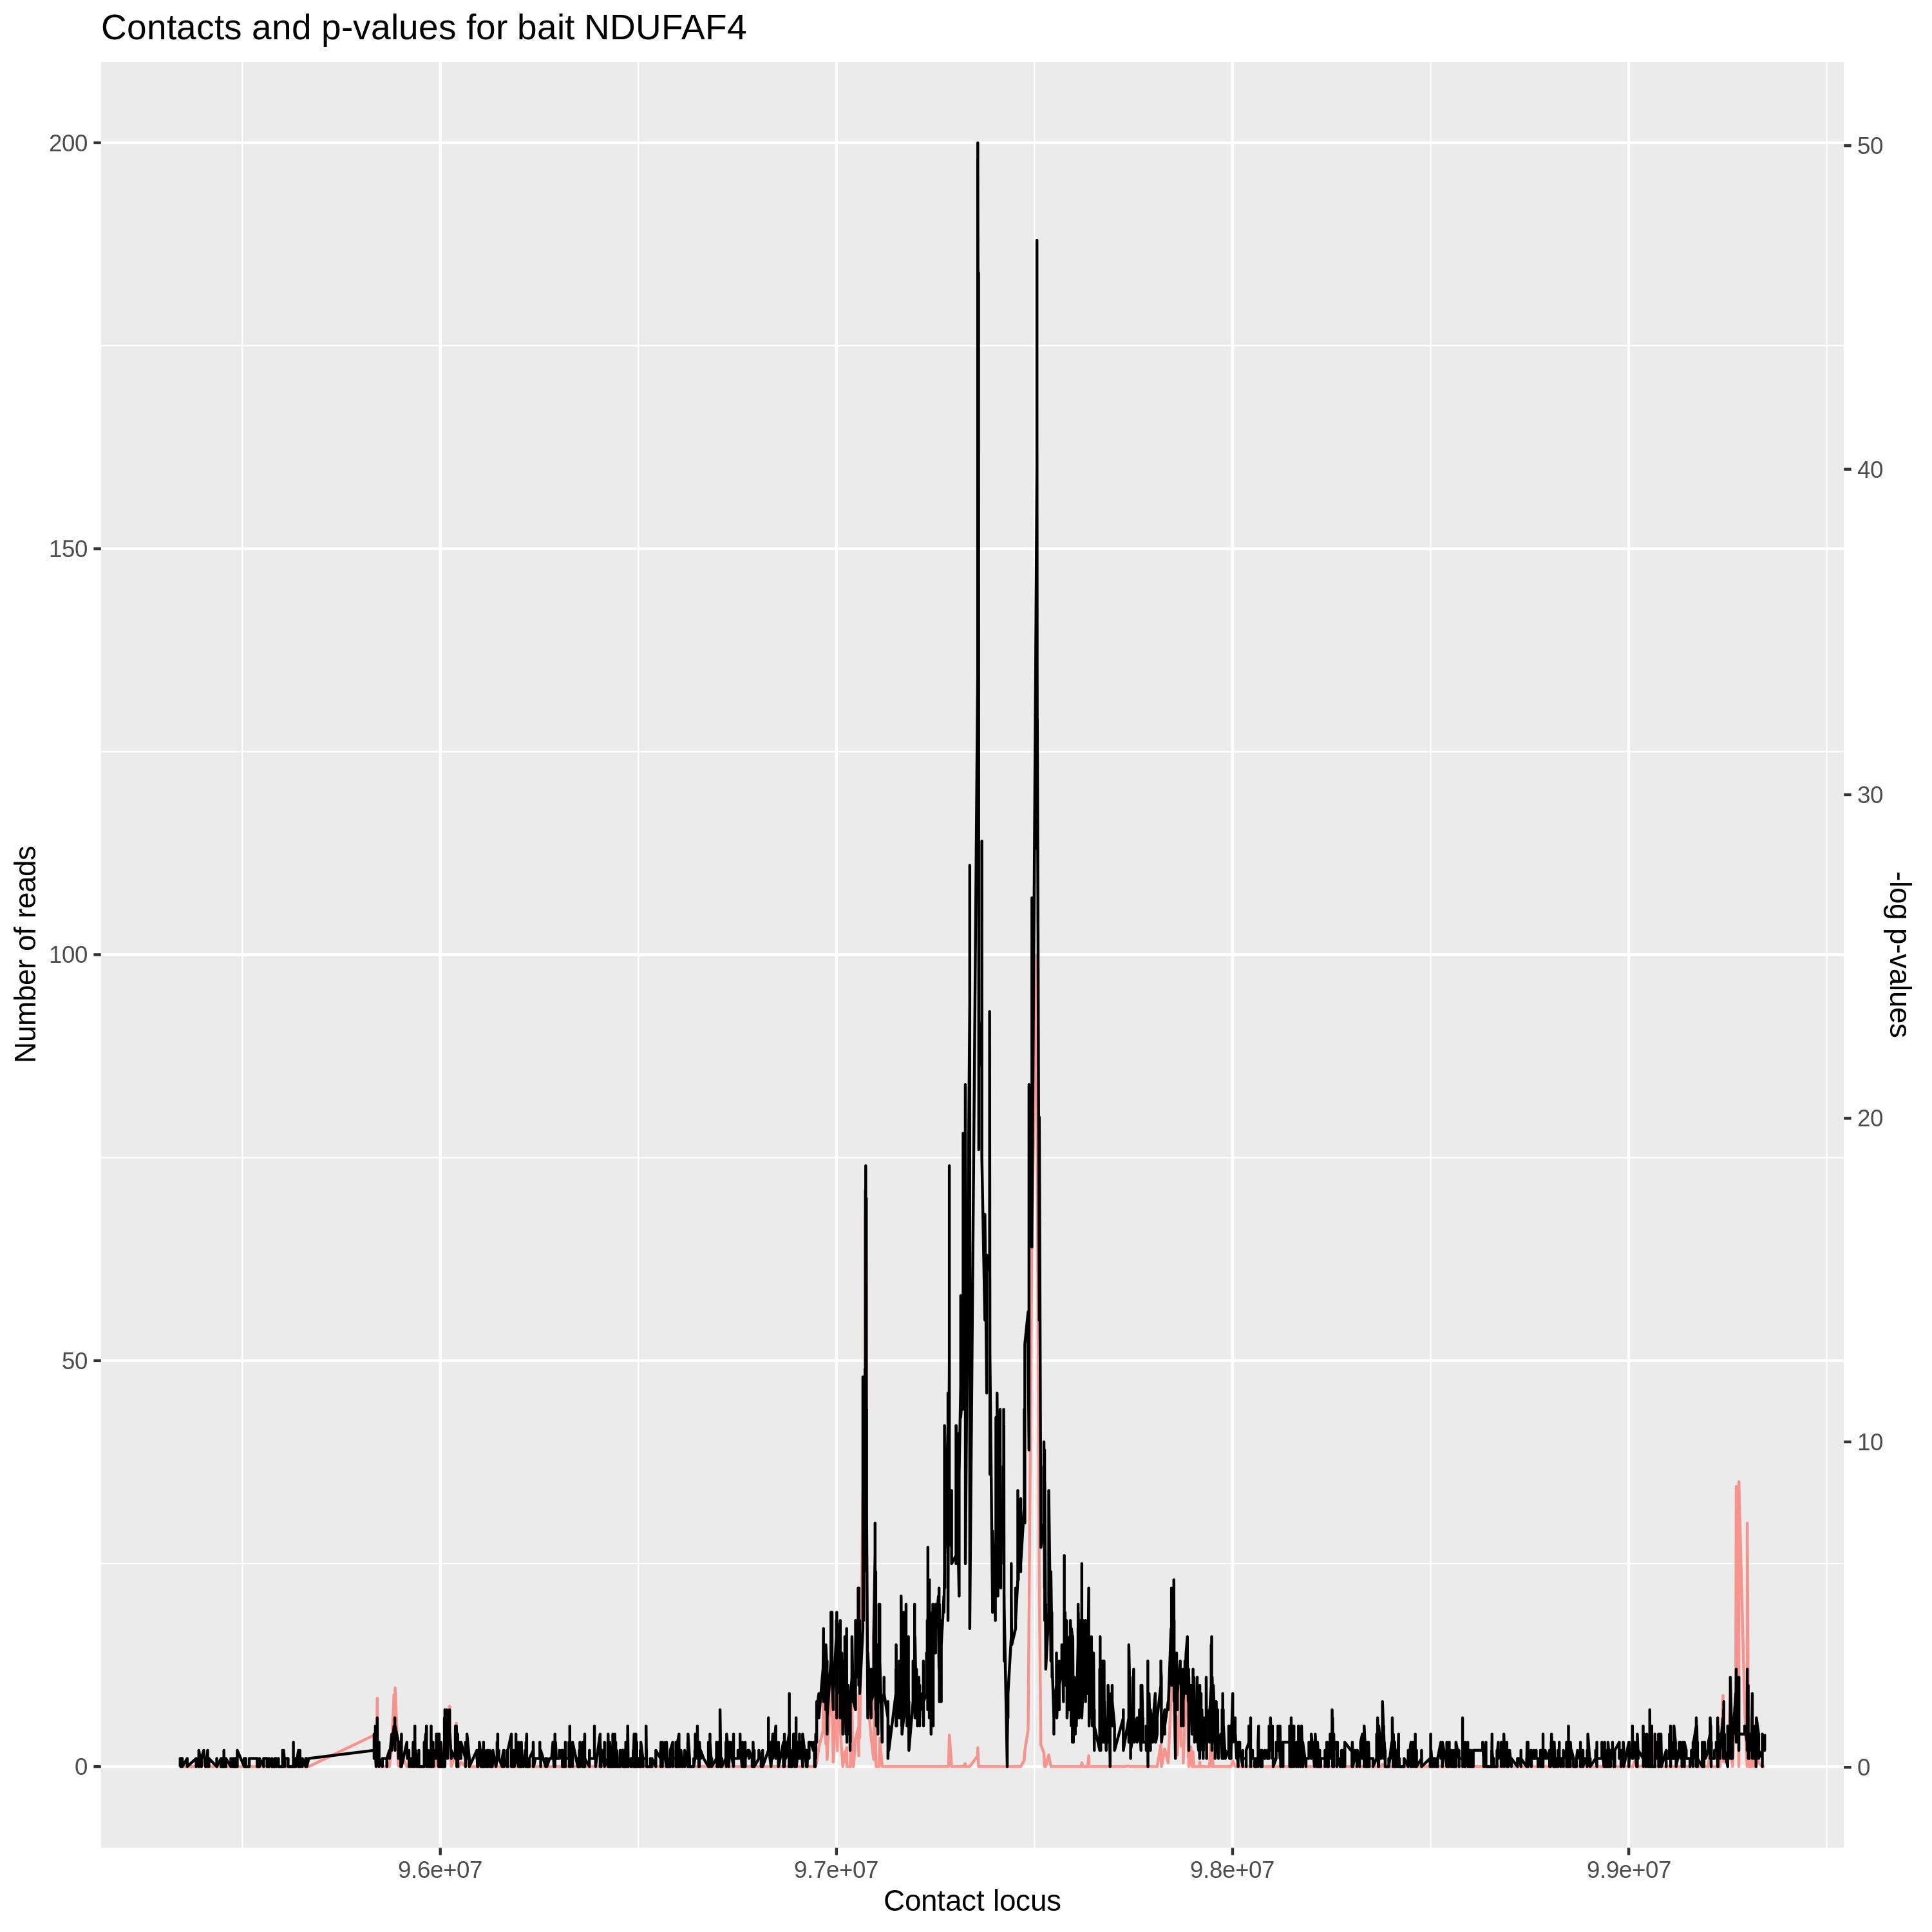 Contacts and p-values for bait NDUFAF4
200
150
100
50
0
Number of reads
50
40
30
20
10
0
-log p-values
9.6e+07
9.7e+07
9.8e+07
9.9e+07
Contact locus